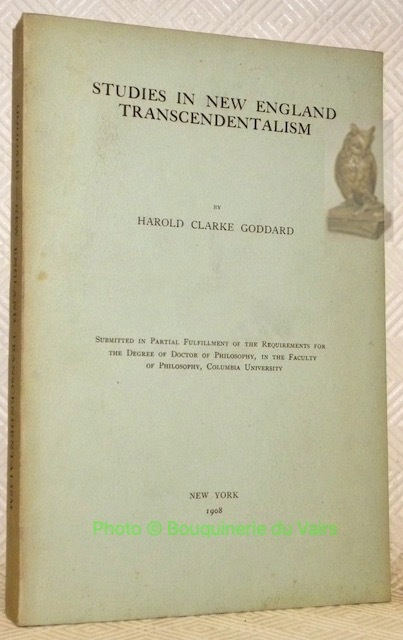 STUDIES IN NEW ENGLAND
TRANSCENDENTALISM
BY
HAROLD CLARKE GODDARD
SUBMITTED IN PARTIAL FULFILLMENT OF THE REQUIREMENTS FOR
THE DEGREE OF DOCTOR OF PHILOSOPHY, IN THE FACULTY
OF PHILOSOPHY, COLUMBIA UNIVERSITY
NEW YORK
1908
Photo © Bouquinerie du Varis